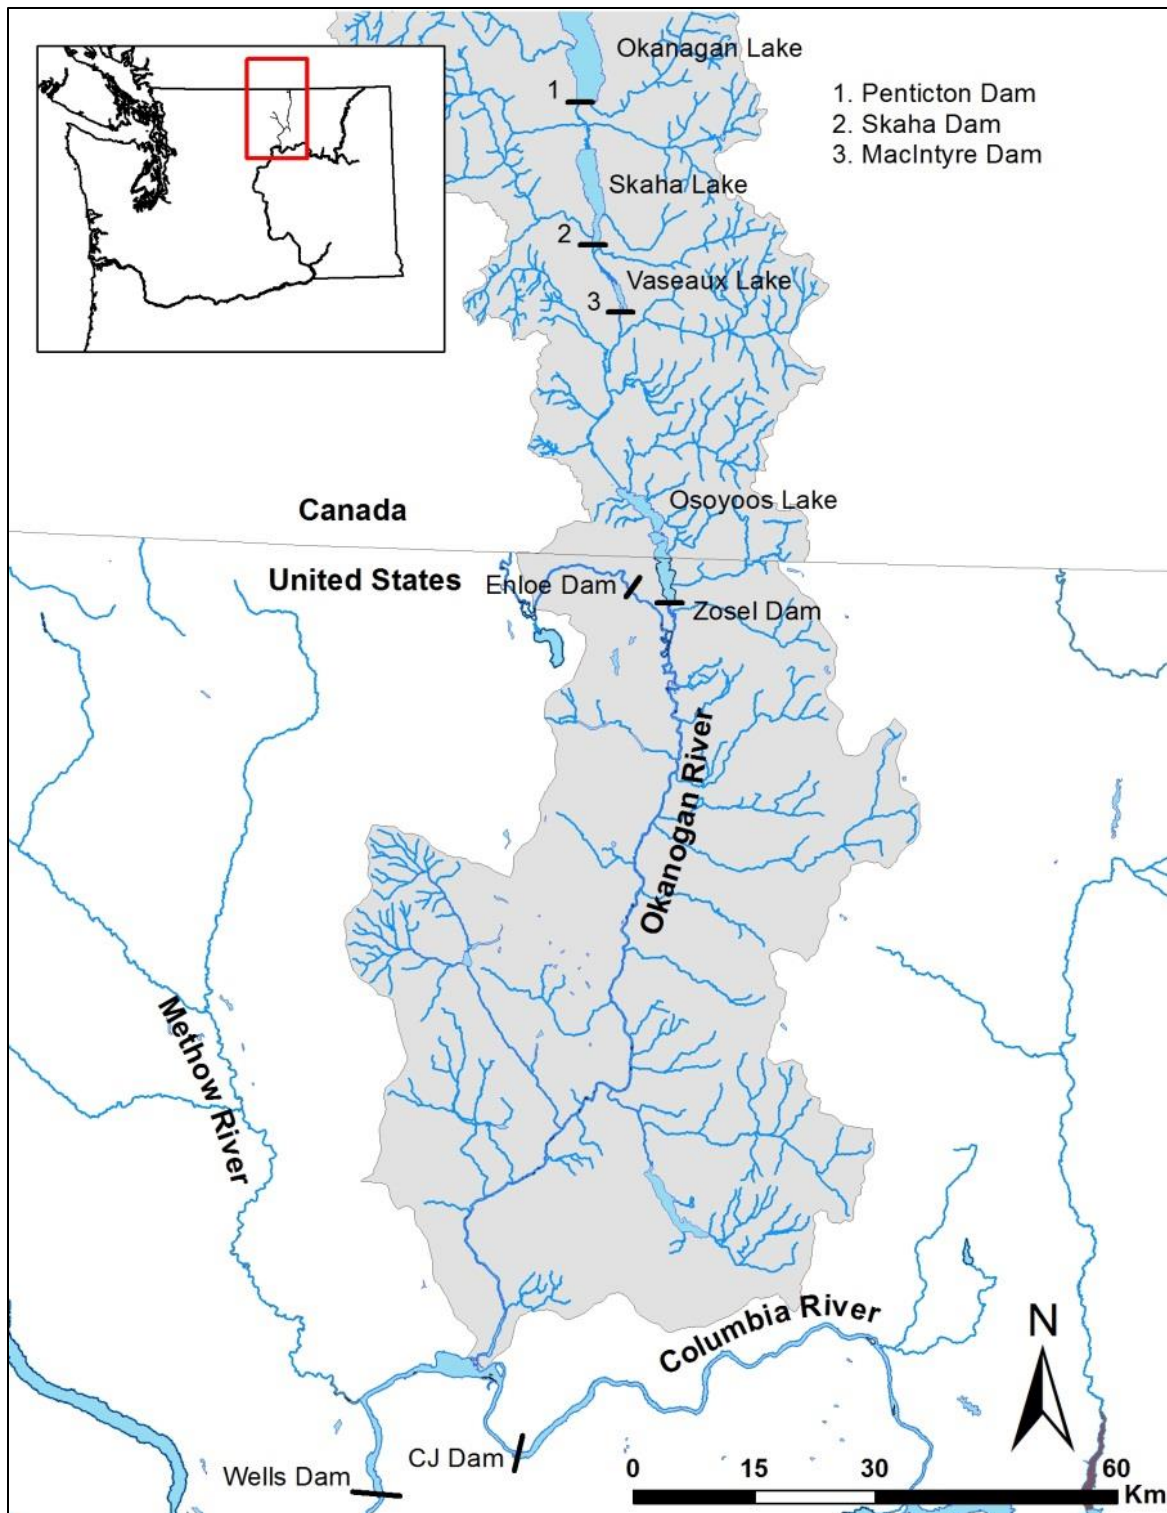 Okanagan Lake
1
1. Penticton Dam
2. Skaha Dam
3. MacIntyre Dam
Skaha Lake
2
Vaseaux Lake
3
Osoyoos Lake
Canada
United States
Enloe Dam
Zosel Dam
Okanogan River
Methow River
Columbia River
N
CJ Dam
Wells Dam
0 15 30 60
Km